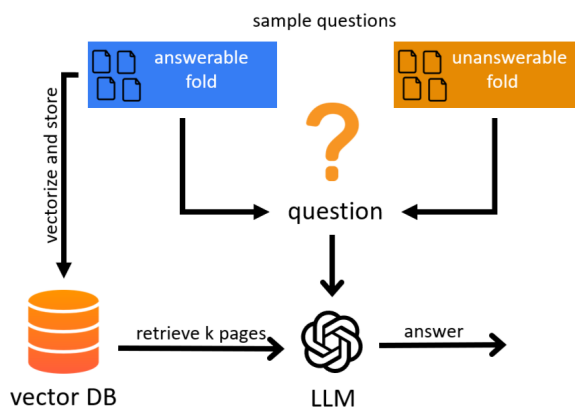 sample questions
answerable
fold
unanswerable
fold
vectorize and store
?
question
retrieve k pages
answer
vector DB
LLM